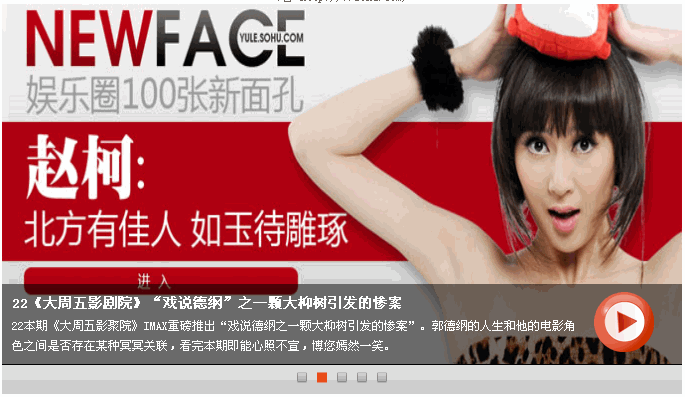 NEWFACE
YULE.SOHU.COM
娱乐圈100张新面孔
赵柯:
北方有佳人 如玉待雕琢
进 入
22《大周五影剧院》“戏说德纲”之一颗大柳树引发的惨案
22本期《大周五影聚院》IMAX重磅推出“戏说德纲之一颗大柳树引发的惨案”。郭德纲的人生和他的电影角
色之间是否存在某种冥冥关联，看完本期即能心照不宣，博您嫣然一笑。